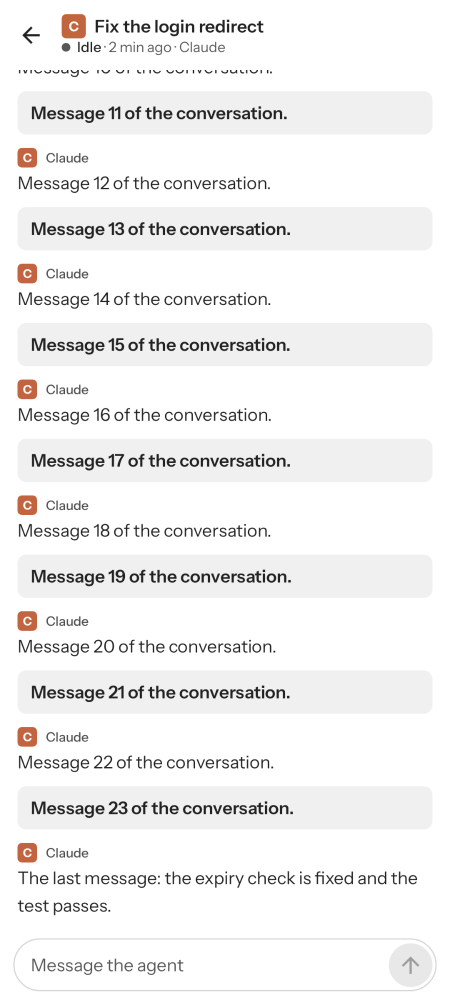 C Fix the login redirect
Idle · 2 min ago · Claude
Message 10 of the conversation.
Message 11 of the conversation.
C Claude
Message 12 of the conversation.
Message 13 of the conversation.
C Claude
Message 14 of the conversation.
Message 15 of the conversation.
C Claude
Message 16 of the conversation.
Message 17 of the conversation.
C Claude
Message 18 of the conversation.
Message 19 of the conversation.
C Claude
Message 20 of the conversation.
Message 21 of the conversation.
C Claude
Message 22 of the conversation.
Message 23 of the conversation.
C Claude
The last message: the expiry check is fixed and the
test passes.
Message the agent